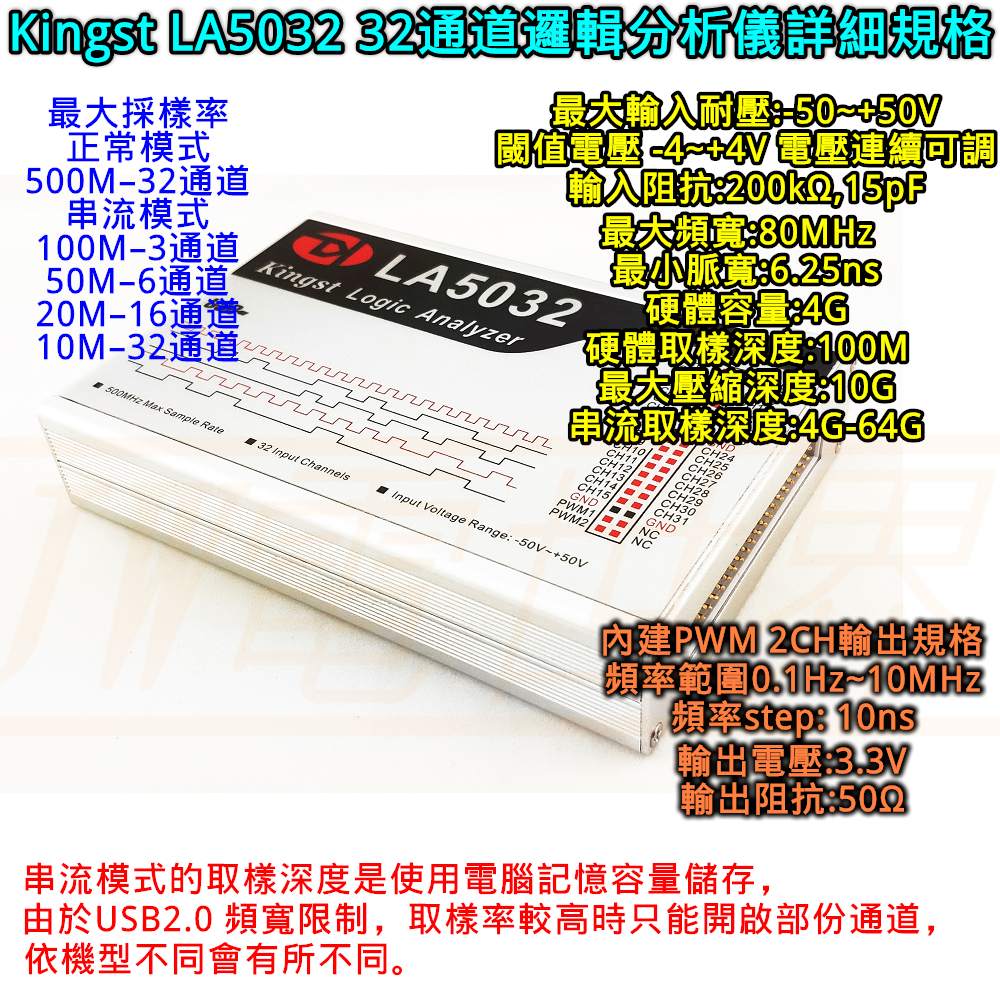 Kingst LA5032 32通道邏輯分析儀詳細規格
最大採樣率
正常模式
500M–32通道
串流模式
100M–3通道
50M–6通道
20M–16通道
10M–32通道
最大輸入耐壓:-50~+50V
閾值電壓 -4~+4V 電壓連續可調
輸入阻抗:200kΩ,15pF
最大頻寬:80MHz
最小脈寬:6.25ns
硬體容量:4G
硬體取樣深度:100M
最大壓縮深度:10G
串流取樣深度:4G-64G
LA5032
Kingst Logic Analyzer
500MHz Max Sample Rate
32 Input Channels
Input Voltage Range: -50V~+50V
CH10
CH11
CH12
CH13
CH14
CH15
GND
PWM1
PWM2
GND
CH24
CH25
CH26
CH27
CH28
CH29
CH30
CH31
GND
NC
NC
內建PWM 2CH輸出規格
頻率範圍0.1Hz~10MHz
頻率step: 10ns
輸出電壓:3.3V
輸出阻抗:50Ω
串流模式的取樣深度是使用電腦記憶容量儲存，
由於USB2.0 頻寬限制，取樣率較高時只能開啟部份通道，
依機型不同會有所不同。